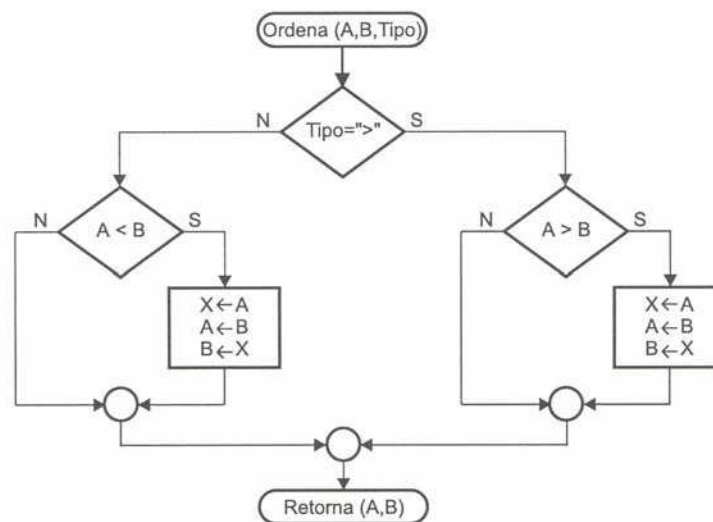 Ordena (A,B,Tipo)
N
Tipo=">"
S
N
A < B
S
N
A > B
S
X←A
A←B
B←X
X←A
A←B
B←X
Retorna (A,B)